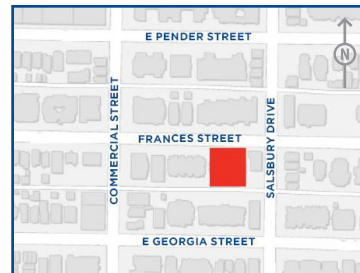 E PENDER STREET
N
COMMERCIAL STREET
FRANCES STREET
SALSBURY DRIVE
E GEORGIA STREET